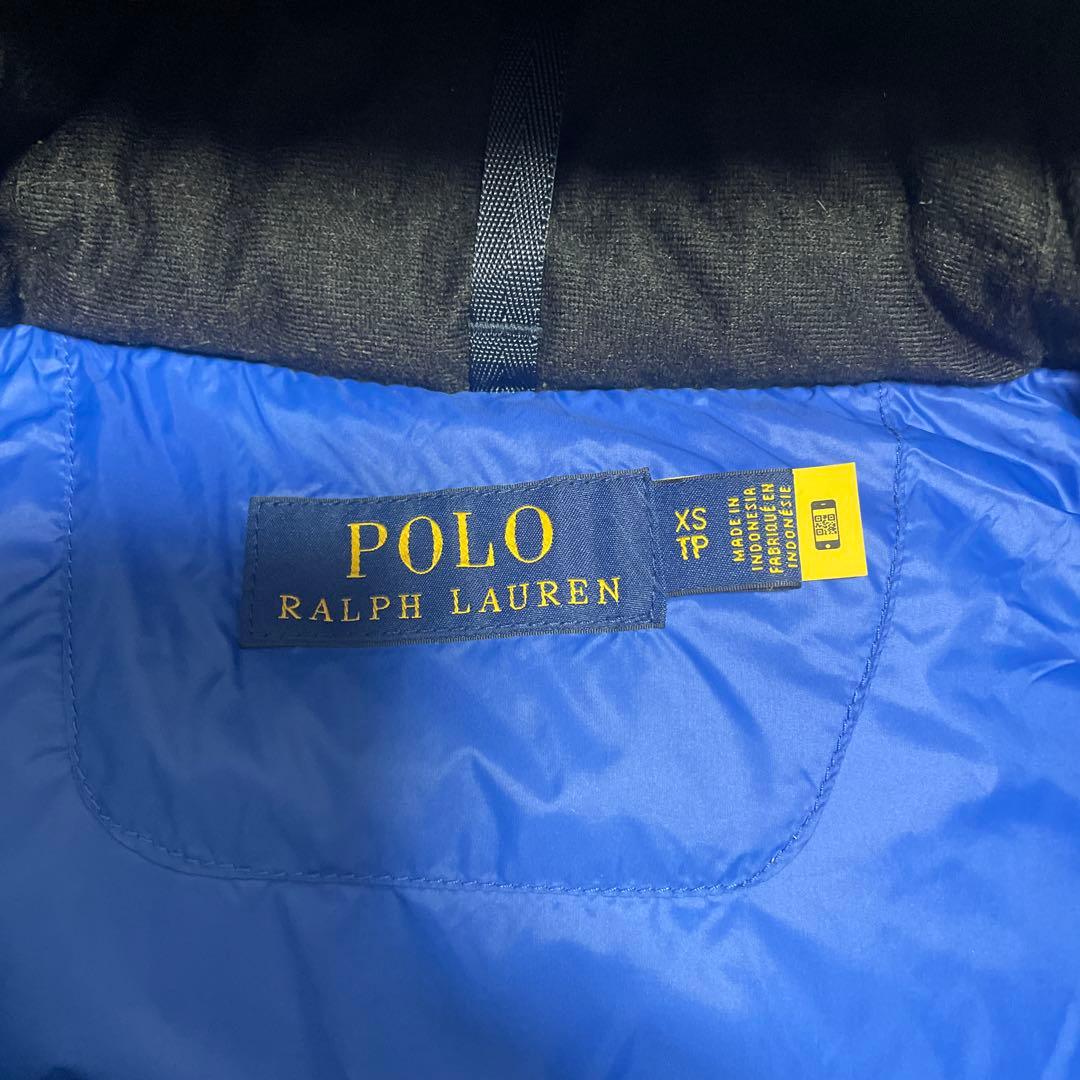 POLO
RALPH LAUREN
XS
TP
MADE IN
INDONESIA
FABRIQUÉ EN
INDONÉSIE